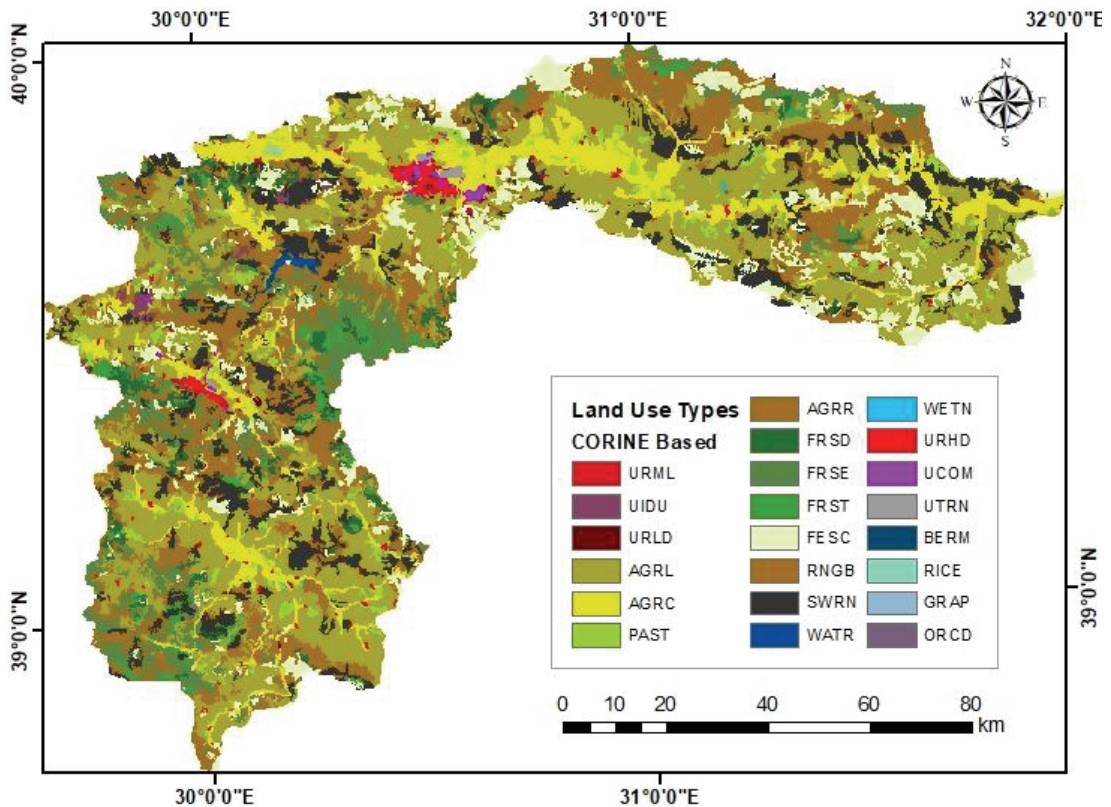 30°0'0"E
31°0'0"E
32°0'0"E
40°0'0"N
N
W
E
S
Land Use Types
CORINE Based
URML
UIDU
URLD
AGRL
AGRC
PAST
AGRR
FRSD
FRSE
FRST
FESC
RNGB
SWRN
WATR
WETN
URHD
UCOM
UTRN
BERM
RICE
GRAP
ORCD
39°0'0"N
39°0'0"N
0
10
20
40
60
80
km
30°0'0"E
31°0'0"E